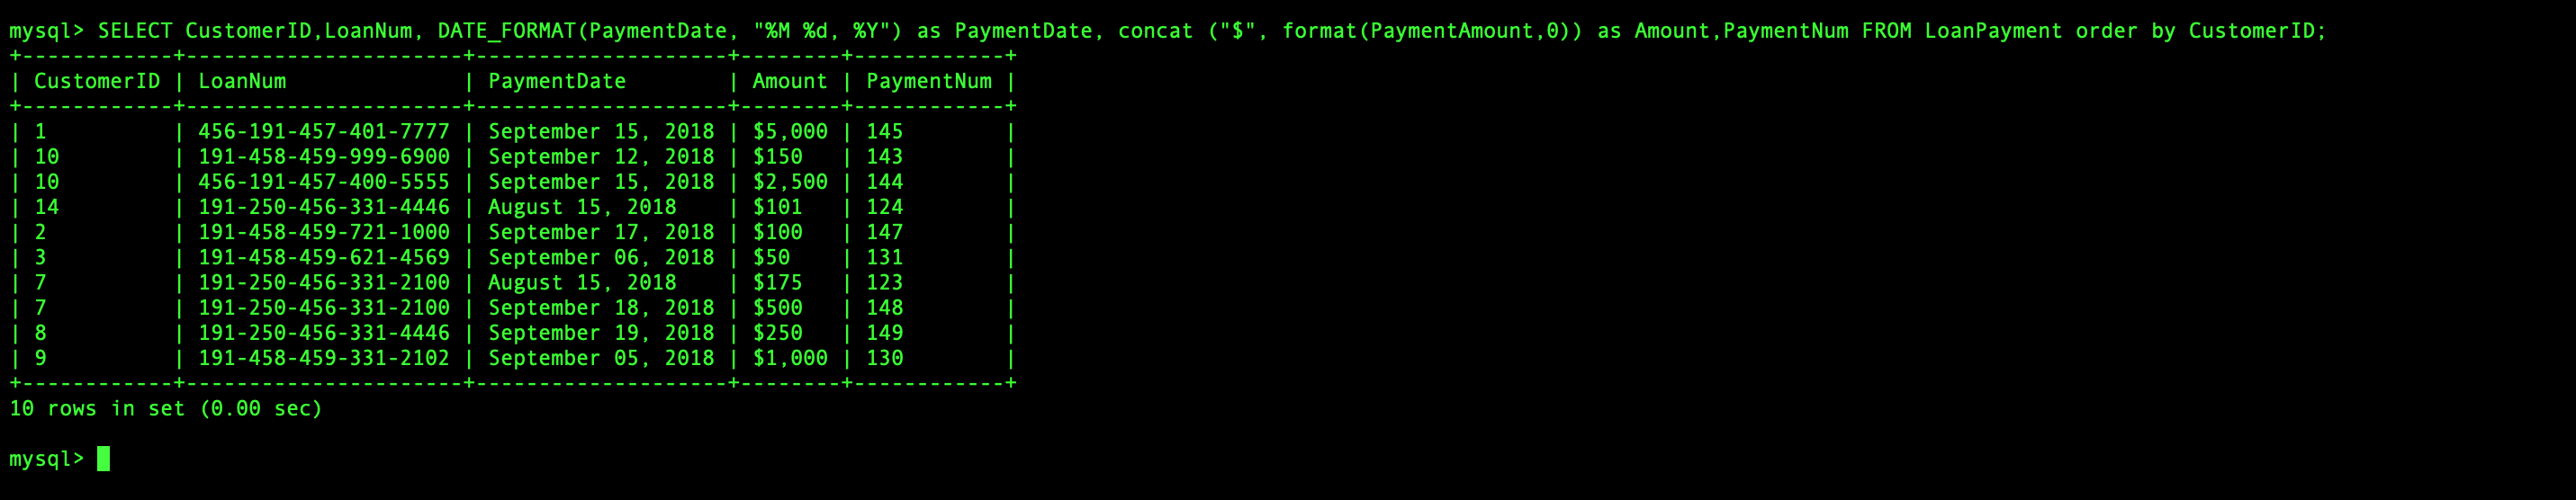 mysql> SELECT CustomerID,LoanNum, DATE_FORMAT(PaymentDate, "%M %d, %Y") as PaymentDate, concat ("$", format(PaymentAmount,0)) as Amount,PaymentNum FROM LoanPayment order by CustomerID;
+------------+----------------------+--------------------+--------+------------+
| CustomerID | LoanNum              | PaymentDate        | Amount | PaymentNum |
+------------+----------------------+--------------------+--------+------------+
| 1          | 456-191-457-401-7777 | September 15, 2018 | $5,000 | 145        |
| 10         | 191-458-459-999-6900 | September 12, 2018 | $150   | 143        |
| 10         | 456-191-457-400-5555 | September 15, 2018 | $2,500 | 144        |
| 14         | 191-250-456-331-4446 | August 15, 2018    | $101   | 124        |
| 2          | 191-458-459-721-1000 | September 17, 2018 | $100   | 147        |
| 3          | 191-458-459-621-4569 | September 06, 2018 | $50    | 131        |
| 7          | 191-250-456-331-2100 | August 15, 2018    | $175   | 123        |
| 7          | 191-250-456-331-2100 | September 18, 2018 | $500   | 148        |
| 8          | 191-250-456-331-4446 | September 19, 2018 | $250   | 149        |
| 9          | 191-458-459-331-2102 | September 05, 2018 | $1,000 | 130        |
+------------+----------------------+--------------------+--------+------------+
10 rows in set (0.00 sec)
mysql>